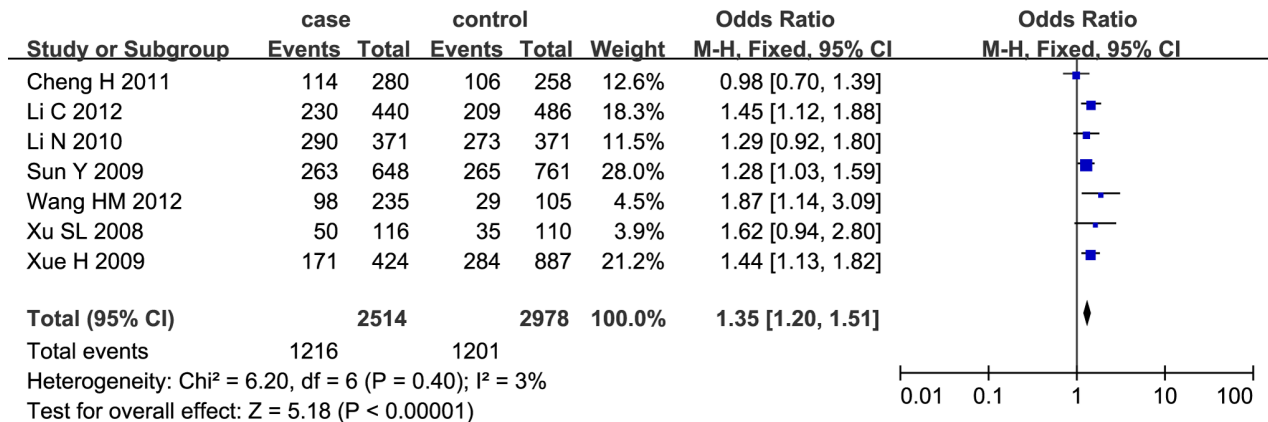 case control Odds Ratio Odds Ratio
Study or Subgroup Events Total Events Total Weight M-H, Fixed, 95% CI M-H, Fixed, 95% CI
Cheng H 2011 114 280 106 258 12.6% 0.98 [0.70, 1.39]
Li C 2012 230 440 209 486 18.3% 1.45 [1.12, 1.88]
Li N 2010 290 371 273 371 11.5% 1.29 [0.92, 1.80]
Sun Y 2009 263 648 265 761 28.0% 1.28 [1.03, 1.59]
Wang HM 2012 98 235 29 105 4.5% 1.87 [1.14, 3.09]
Xu SL 2008 50 116 35 110 3.9% 1.62 [0.94, 2.80]
Xue H 2009 171 424 284 887 21.2% 1.44 [1.13, 1.82]
Total (95% CI) 2514 2978 100.0% 1.35 [1.20, 1.51]
Total events 1216 1201
Heterogeneity: Chi² = 6.20, df = 6 (P = 0.40); I² = 3%
Test for overall effect: Z = 5.18 (P < 0.00001)
0.01 0.1 1 10 100